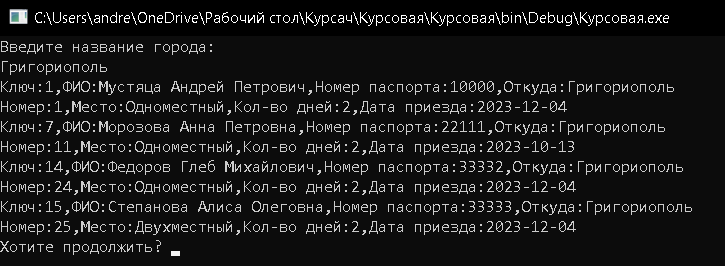 C:\Users\andre\OneDrive\Рабочий стол\Курсач\Курсовая\Курсовая\bin\Debug\Курсовая.exe
Введите название города:
Григориополь
Ключ:1,ФИО:Мустяца Андрей Петрович,Номер паспорта:10000,Откуда:Григориополь
Номер:1,Место:Одноместный,Кол-во дней:2,Дата приезда:2023-12-04
Ключ:7,ФИО:Морозова Анна Петровна,Номер паспорта:22111,Откуда:Григориополь
Номер:11,Место:Одноместный,Кол-во дней:2,Дата приезда:2023-10-13
Ключ:14,ФИО:Федоров Глеб Михайлович,Номер паспорта:33332,Откуда:Григориополь
Номер:24,Место:Одноместный,Кол-во дней:2,Дата приезда:2023-12-04
Ключ:15,ФИО:Степанова Алиса Олеговна,Номер паспорта:33333,Откуда:Григориополь
Номер:25,Место:Двухместный,Кол-во дней:2,Дата приезда:2023-12-04
Хотите продолжить?